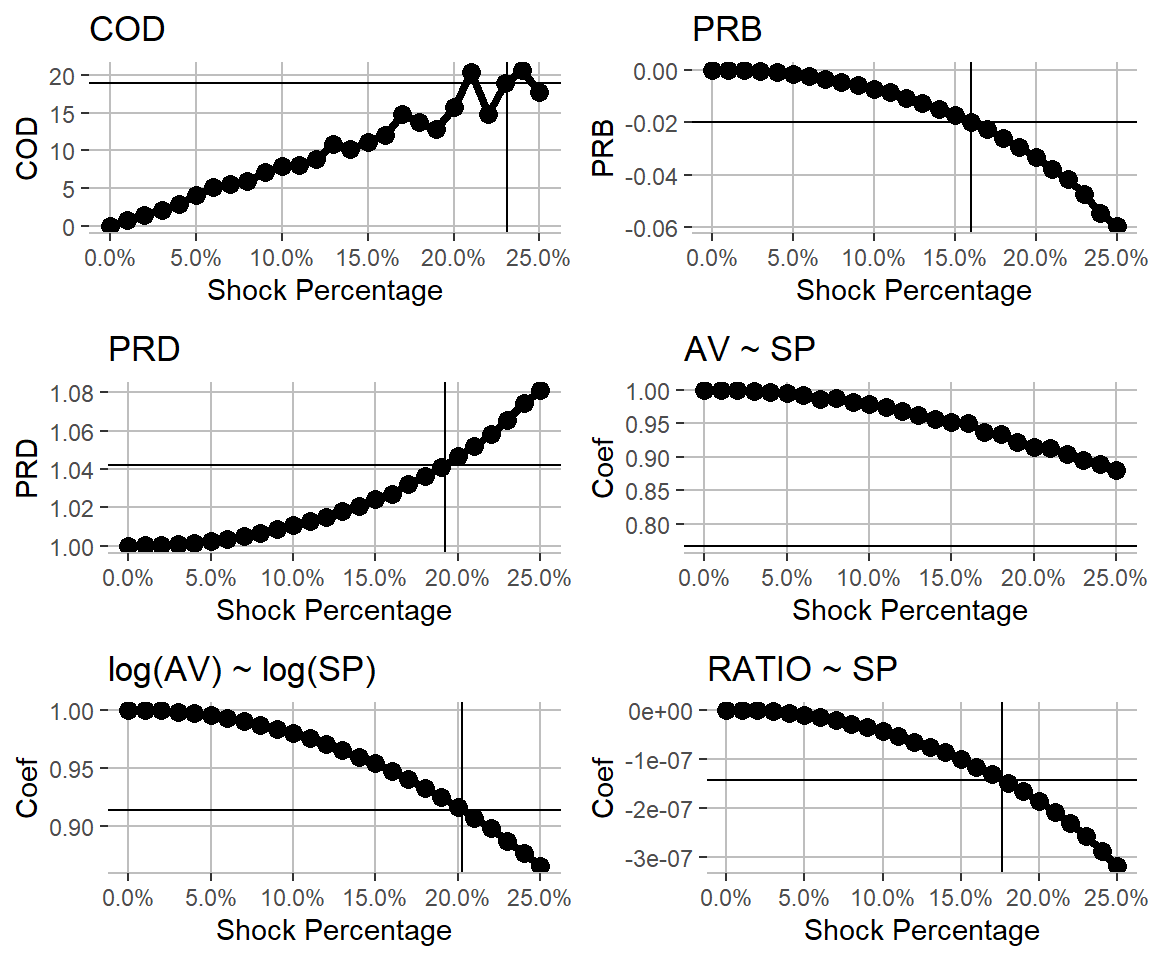 COD
20
15
10
5
0
COD
0.0% 5.0% 10.0% 15.0% 20.0% 25.0%
Shock Percentage
PRB
0.00
-0.02
-0.04
-0.06
PRB
0.0% 5.0% 10.0% 15.0% 20.0% 25.0%
Shock Percentage
PRD
1.08
1.06
1.04
1.02
1.00
PRD
0.0% 5.0% 10.0% 15.0% 20.0% 25.0%
Shock Percentage
AV ~ SP
1.00
0.95
0.90
0.85
0.80
Coef
0.0% 5.0% 10.0% 15.0% 20.0% 25.0%
Shock Percentage
log(AV) ~ log(SP)
1.00
0.95
0.90
Coef
0.0% 5.0% 10.0% 15.0% 20.0% 25.0%
Shock Percentage
RATIO ~ SP
0e+00
-1e-07
-2e-07
-3e-07
Coef
0.0% 5.0% 10.0% 15.0% 20.0% 25.0%
Shock Percentage